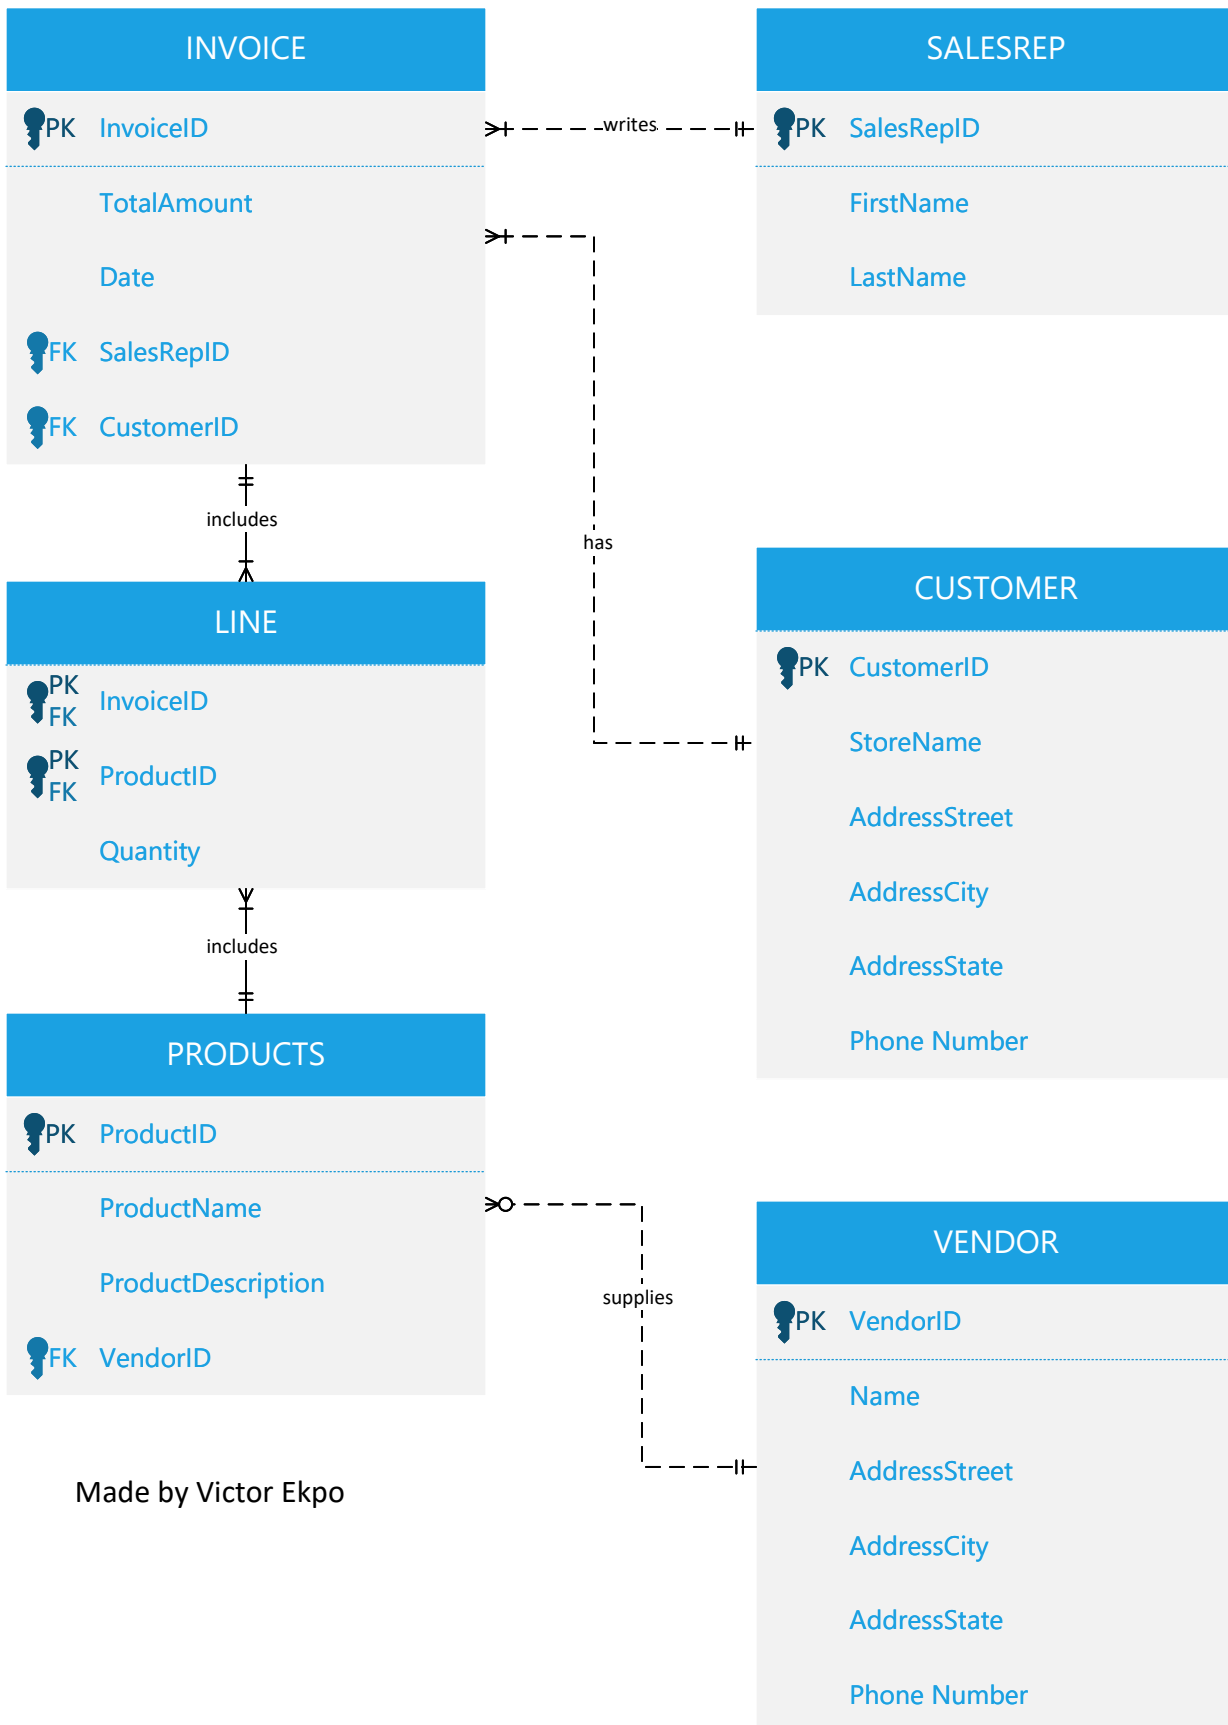 INVOICE
PK InvoiceID
TotalAmount
Date
FK SalesRepID
FK CustomerID
writes
SALESREP
PK SalesRepID
FirstName
LastName
includes
has
LINE
PK
FK InvoiceID
PK
FK ProductID
Quantity
CUSTOMER
PK CustomerID
StoreName
AddressStreet
AddressCity
AddressState
Phone Number
includes
PRODUCTS
PK ProductID
ProductName
ProductDescription
FK VendorID
supplies
VENDOR
PK VendorID
Name
AddressStreet
AddressCity
AddressState
Phone Number
Made by Victor Ekpo